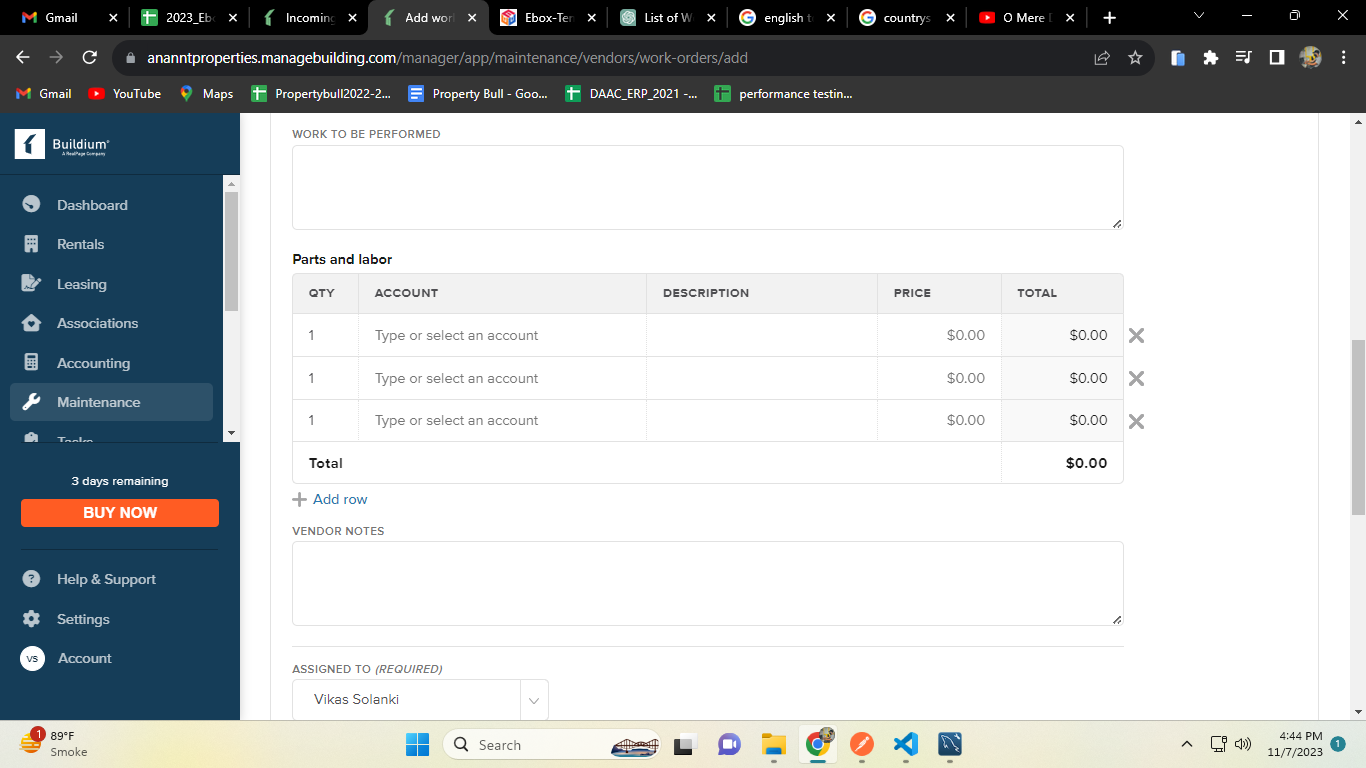 Gmail
2023_Eb
Incoming
Add wor
Ebox-Ter
List of W
english t
countrys
O Mere D
ananntproperties.managebuilding.com/manager/app/maintenance/vendors/work-orders/add
Gmail
YouTube
Maps
Propertybull2022-2...
Property Bull - Goo...
DAAC_ERP_2021 -...
performance testin...
Buildium®
A RealPage Company
Dashboard
Rentals
Leasing
Associations
Accounting
Maintenance
Tasks
3 days remaining
BUY NOW
Help & Support
Settings
VS Account
WORK TO BE PERFORMED
Parts and labor
QTY ACCOUNT DESCRIPTION PRICE TOTAL
1 Type or select an account $0.00 $0.00
1 Type or select an account $0.00 $0.00
1 Type or select an account $0.00 $0.00
Total $0.00
Add row
VENDOR NOTES
ASSIGNED TO (REQUIRED)
Vikas Solanki
1 89°F
Smoke
Search
4:44 PM
11/7/2023
1